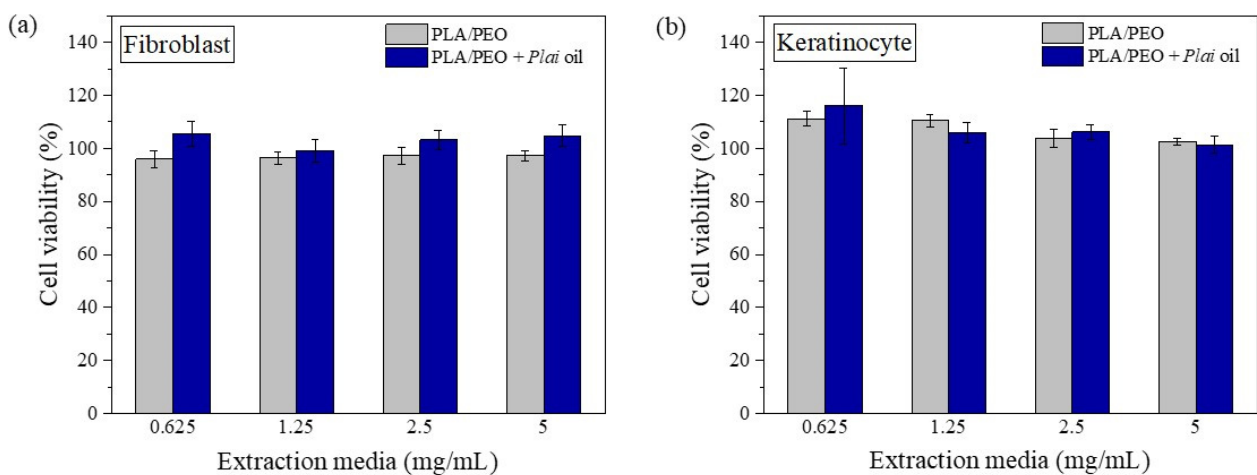 (a)
Fibroblast
PLA/PEO
PLA/PEO + Plai oil
Cell viability (%)
140
120
100
80
60
40
20
0
0.625 1.25 2.5 5
Extraction media (mg/mL)
(b)
Keratinocyte
PLA/PEO
PLA/PEO + Plai oil
Cell viability (%)
140
120
100
80
60
40
20
0
0.625 1.25 2.5 5
Extraction media (mg/mL)